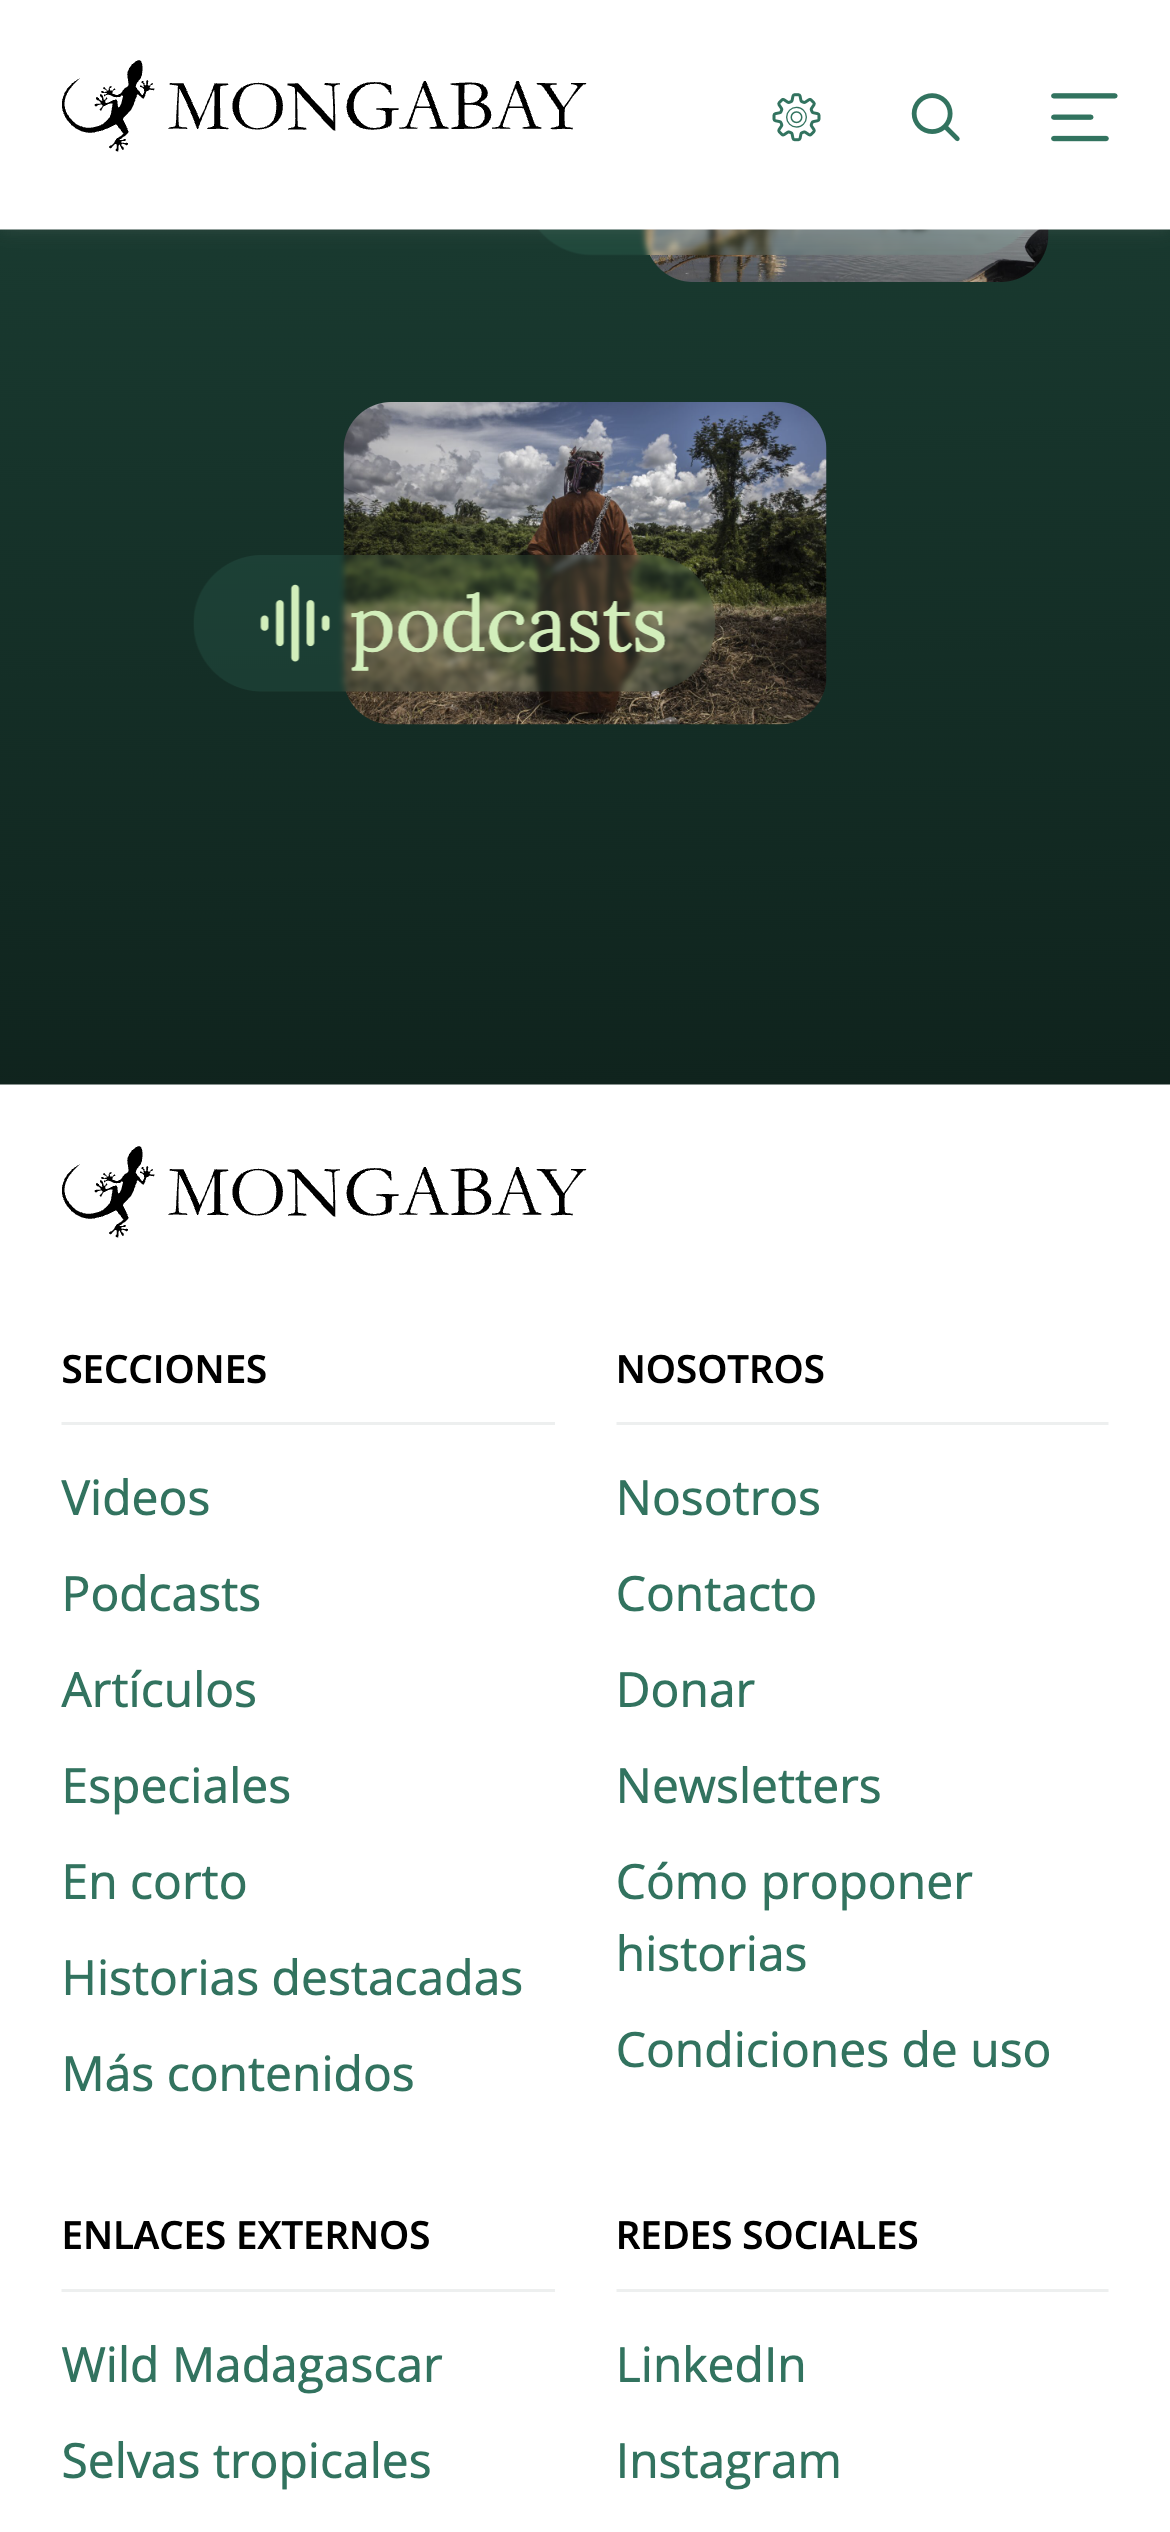 MONGABAY
podcasts
MONGABAY
SECCIONES
Videos
Podcasts
Artículos
Especiales
En corto
Historias destacadas
Más contenidos
NOSOTROS
Nosotros
Contacto
Donar
Newsletters
Cómo proponer
historias
Condiciones de uso
ENLACES EXTERNOS
Wild Madagascar
Selvas tropicales
REDES SOCIALES
LinkedIn
Instagram